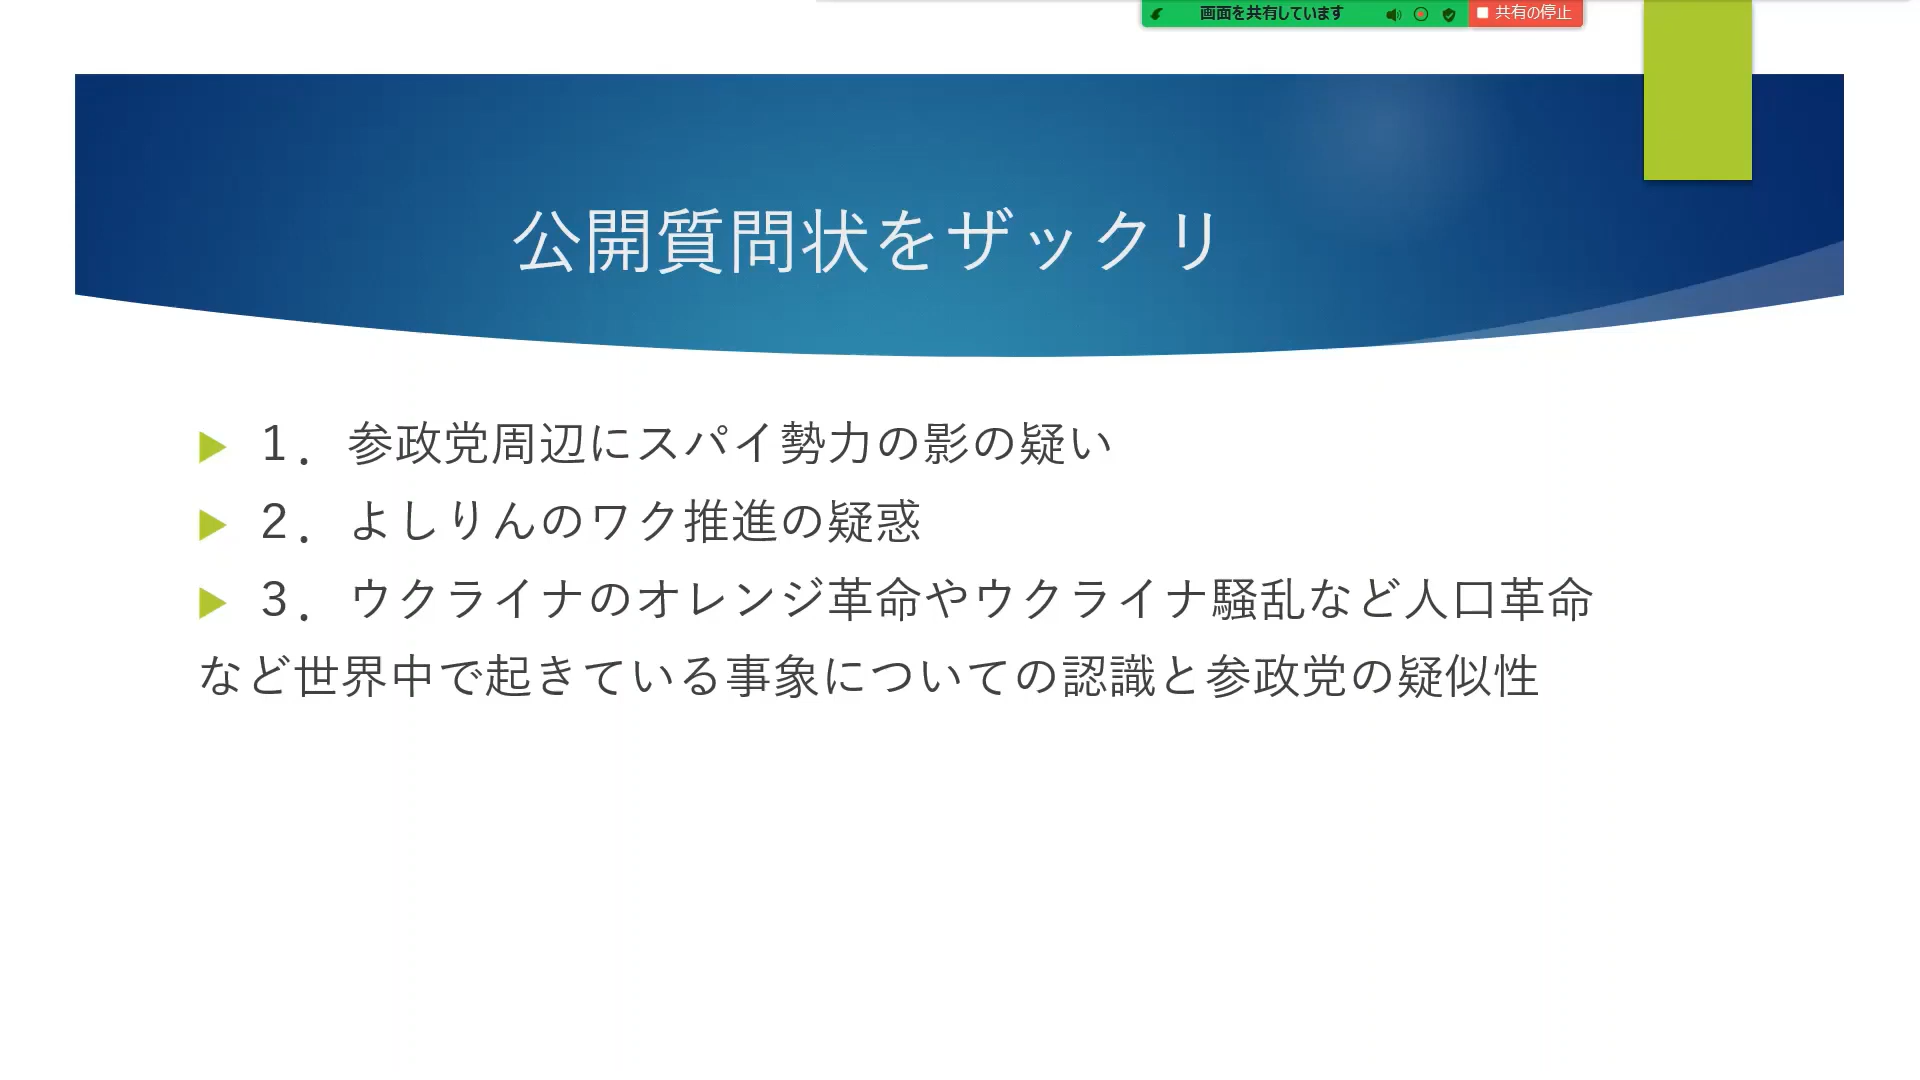 画面を共有しています
共有の停止
公開質問状をザックリ
1．参政党周辺にスパイ勢力の影の疑い
2．よしりんのワク推進の疑惑
3．ウクライナのオレンジ革命やウクライナ騒乱など人口革命
など世界中で起きている事象についての認識と参政党の疑似性